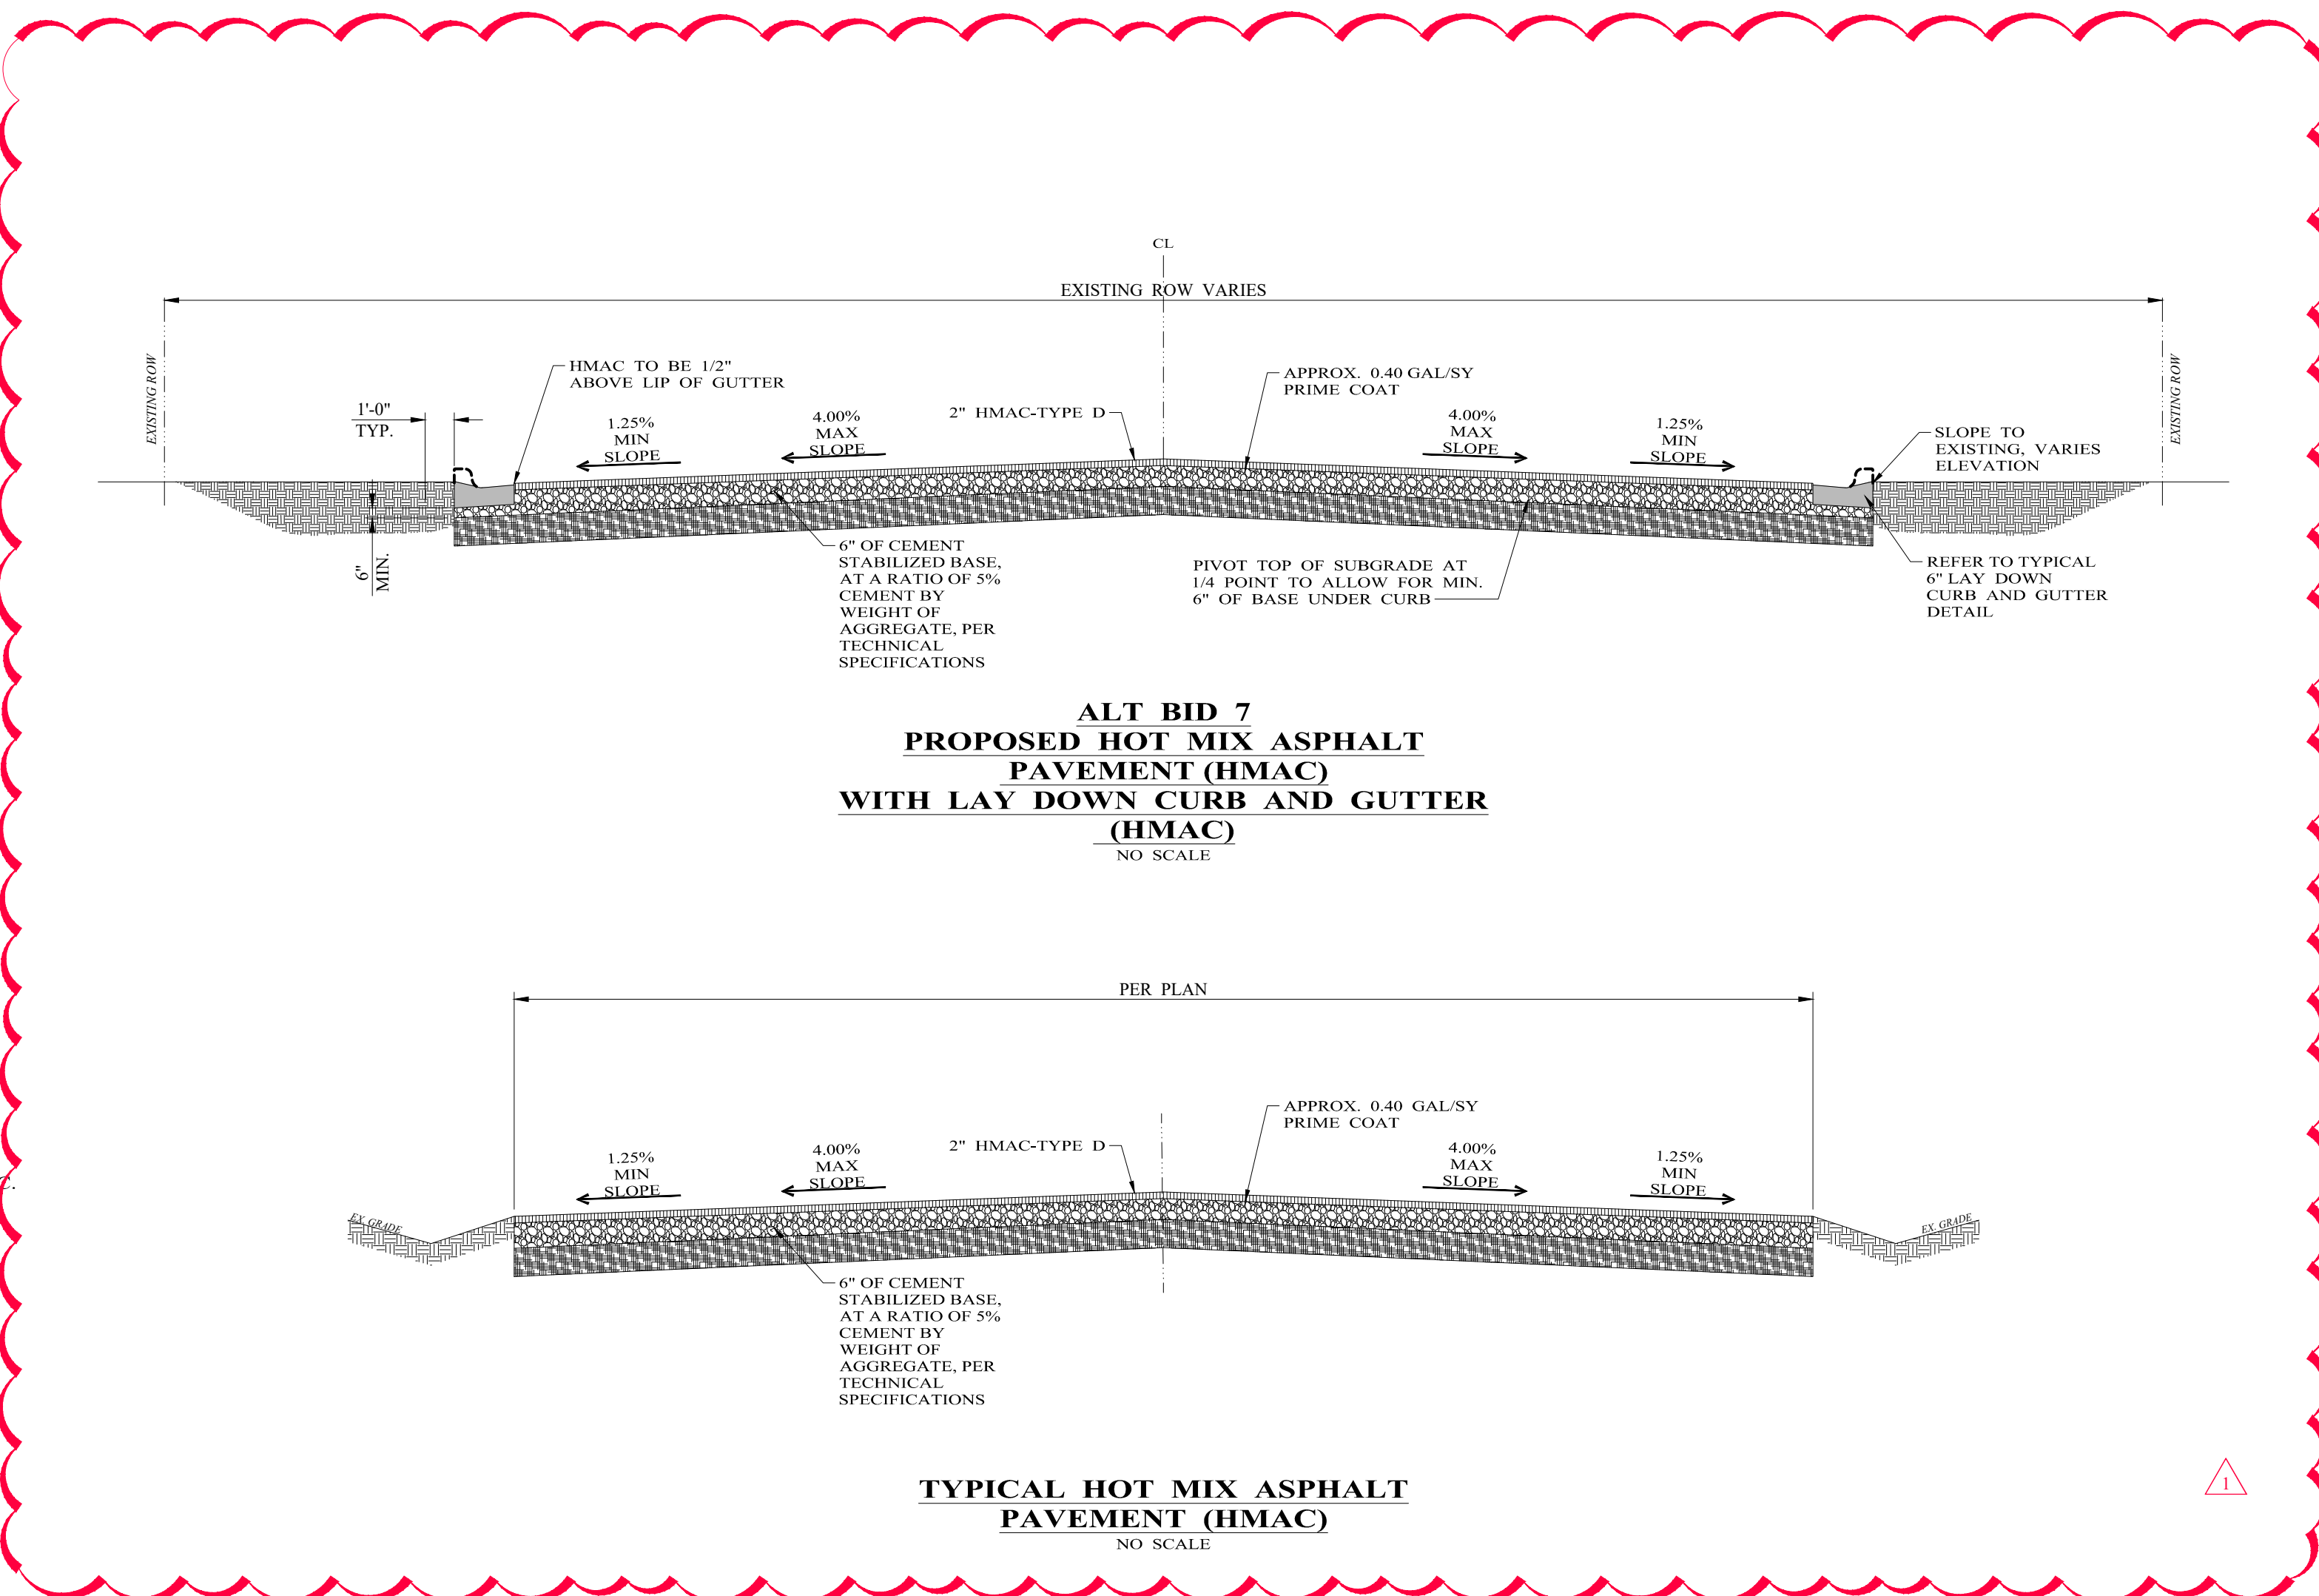 CL
EXISTING ROW VARIES
EXISTING ROW
EXISTING ROW
HMAC TO BE 1/2"
ABOVE LIP OF GUTTER
1'-0"
TYP.
1.25%
MIN
SLOPE
4.00%
MAX
SLOPE
2" HMAC-TYPE D
APPROX. 0.40 GAL/SY
PRIME COAT
4.00%
MAX
SLOPE
1.25%
MIN
SLOPE
SLOPE TO
EXISTING, VARIES
ELEVATION
6"
MIN.
6" OF CEMENT
STABILIZED BASE,
AT A RATIO OF 5%
CEMENT BY
WEIGHT OF
AGGREGATE, PER
TECHNICAL
SPECIFICATIONS
PIVOT TOP OF SUBGRADE AT
1/4 POINT TO ALLOW FOR MIN.
6" OF BASE UNDER CURB
REFER TO TYPICAL
6" LAY DOWN
CURB AND GUTTER
DETAIL
ALT BID 7
PROPOSED HOT MIX ASPHALT
PAVEMENT (HMAC)
WITH LAY DOWN CURB AND GUTTER
(HMAC)
NO SCALE
PER PLAN
1.25%
MIN
SLOPE
4.00%
MAX
SLOPE
2" HMAC-TYPE D
APPROX. 0.40 GAL/SY
PRIME COAT
4.00%
MAX
SLOPE
1.25%
MIN
SLOPE
EX. GRADE
EX. GRADE
6" OF CEMENT
STABILIZED BASE,
AT A RATIO OF 5%
CEMENT BY
WEIGHT OF
AGGREGATE, PER
TECHNICAL
SPECIFICATIONS
TYPICAL HOT MIX ASPHALT
PAVEMENT (HMAC)
NO SCALE
1